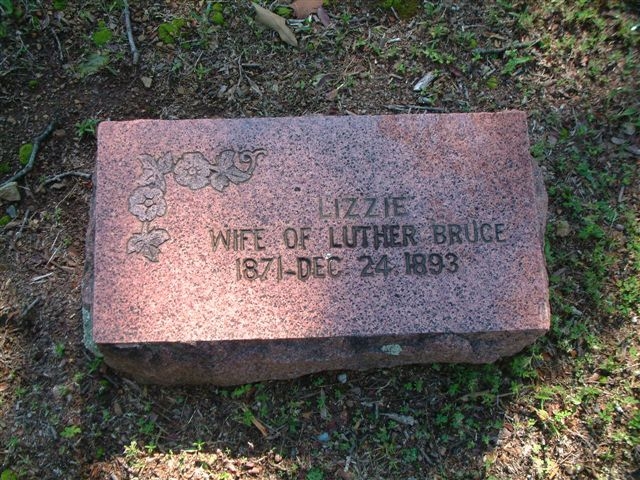 LIZZIE
WIFE OF LUTHER BRUCE
1871-DEC 24 1893